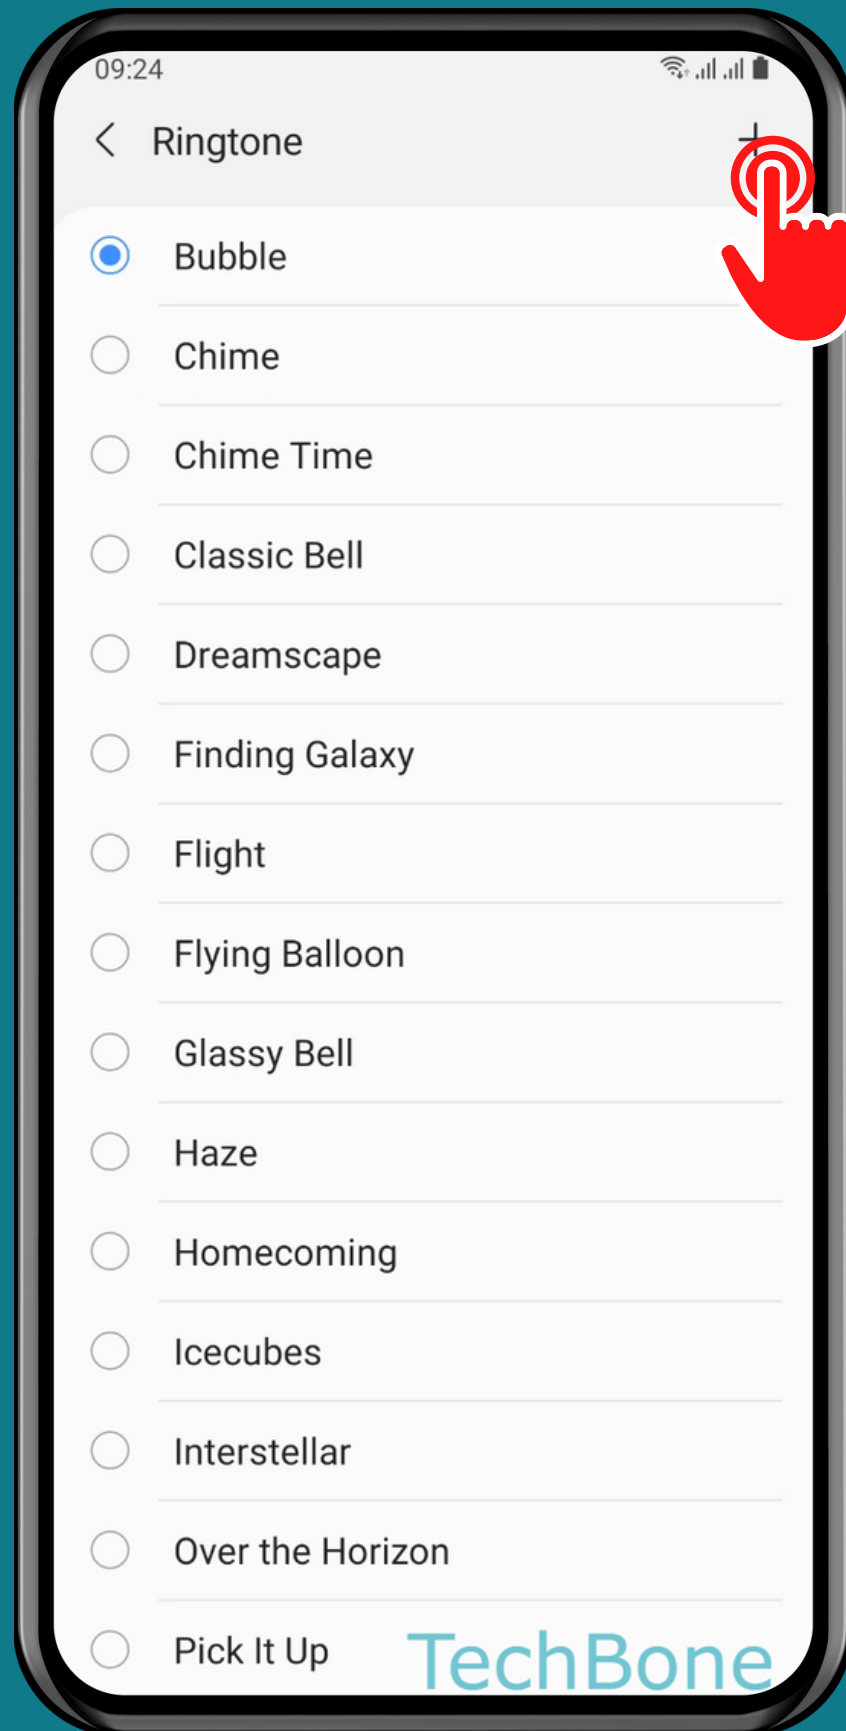 09:24
Ringtone
Bubble
Chime
Chime Time
Classic Bell
Dreamscape
Finding Galaxy
Flight
Flying Balloon
Glassy Bell
Haze
Homecoming
Icecubes
Interstellar
Over the Horizon
Pick It Up
TechBone